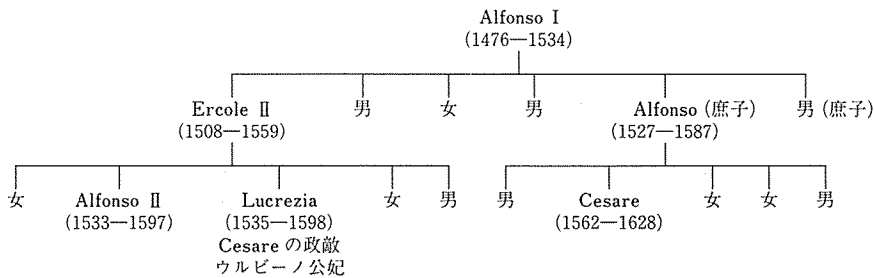 Alfonso I
(1476—1534)
Ercole II 男 女 男 Alfonso (庶子) 男 (庶子)
(1508—1559) (1527—1587)
女 Alfonso II Lucrezia 女 男 男 Cesare 女 女 男
(1533—1597) (1535—1598) (1562—1628)
Cesare の政敵
ウルビーノ公妃